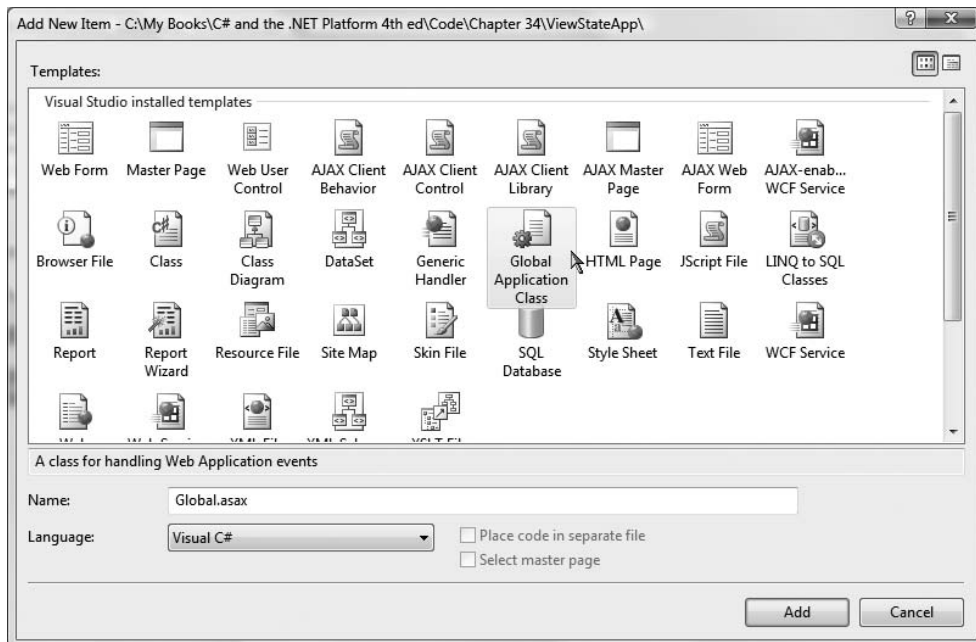 Add New Item - C:\My Books\C# and the .NET Platform 4th ed\Code\Chapter 34\ViewStateApp\
Templates:
Visual Studio installed templates
Web Form
Master Page
Web User
Control
AJAX Client
Behavior
AJAX Client
Control
AJAX Client
Library
AJAX Master
Page
AJAX Web
Form
AJAX-enab...
WCF Service
Browser File
Class
Class
Diagram
DataSet
Generic
Handler
Global
Application
Class
HTML Page
JScript File
LINQ to SQL
Classes
Report
Report
Wizard
Resource File
Site Map
Skin File
SQL
Database
Style Sheet
Text File
WCF Service
A class for handling Web Application events
Name:
Global.asax
Language:
Visual C#
Place code in separate file
Select master page
Add
Cancel